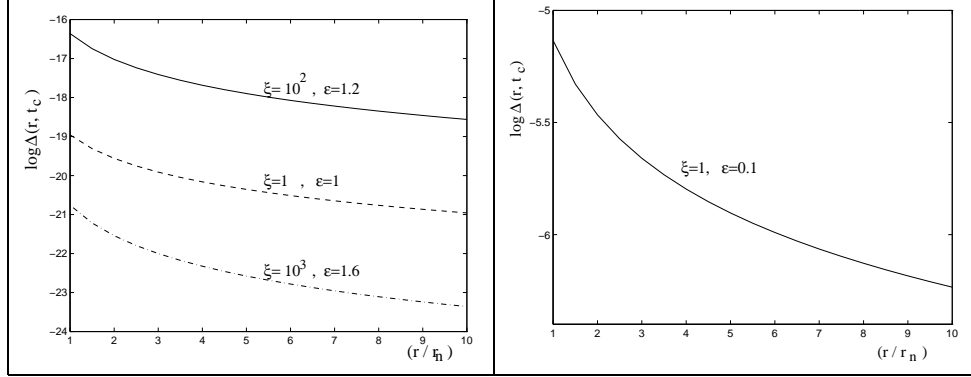 -16
-17
-18
-19
-20
-21
-22
-23
-24
log Δ(r, t_c)
ξ= 10^2 , ε=1.2
ξ=1 , ε=1
ξ= 10^3 , ε=1.6
1 2 3 4 5 6 7 8 9 10
(r / r_n)
-5
-5.5
-6
log Δ(r, t_c)
ξ=1, ε=0.1
1 2 3 4 5 6 7 8 9 10
(r / r_n)